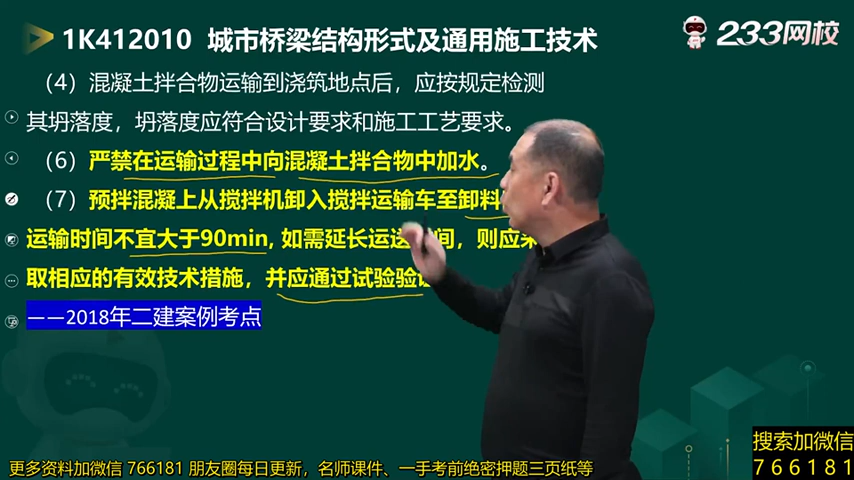 1K412010 城市桥梁结构形式及通用施工技术
233网校
（4）混凝土拌合物运输到浇筑地点后，应按规定检测
其坍落度，坍落度应符合设计要求和施工工艺要求。
（6）严禁在运输过程中向混凝土拌合物中加水。
（7）预拌混凝上从搅拌机卸入搅拌运输车至卸料
运输时间不宜大于90min, 如需延长运送 间，则应
取相应的有效技术措施，并应通过试验验
——2018年二建案例考点
搜索加微信
766181
更多资料加微信 766181 朋友圈每日更新，名师课件、一手考前绝密押题三页纸等